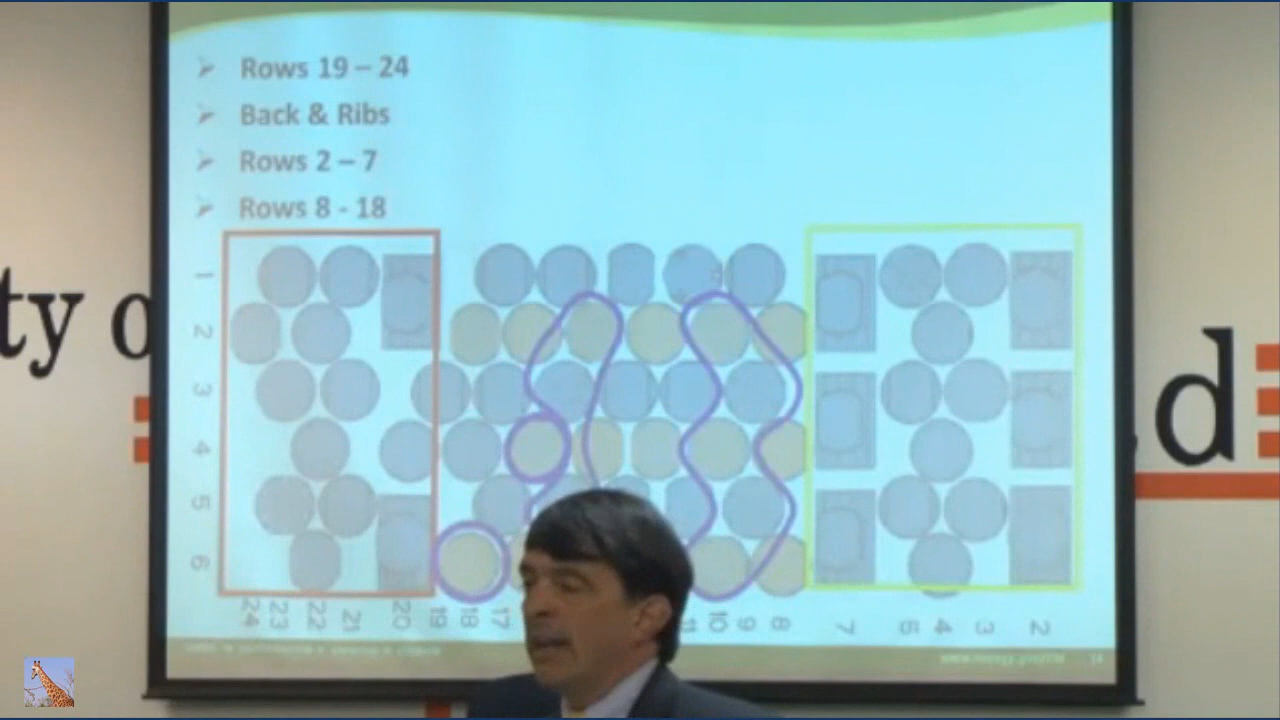 Rows 19 – 24
Back & Ribs
Rows 2 – 7
Rows 8 - 18
ty o
d
1
2
3
4
5
6
24 23 22 21 20 19 18 17 10 9 8 7 5 4 3 2